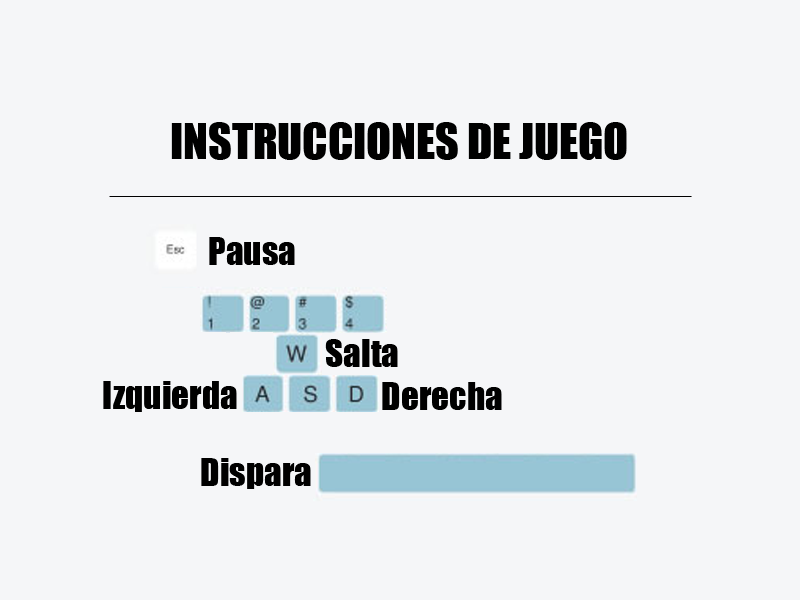 INSTRUCCIONES DE JUEGO
Esc Pausa
! @ # $
1 2 3 4
W Salta
Izquierda A S D Derecha
Dispara